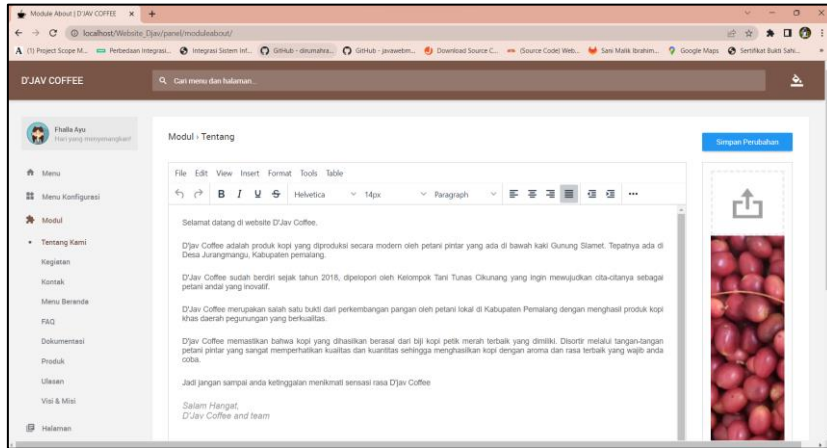 Module About | D'JAV COFFEE
localhost/Website_Djav/panel/moduleabout/
(1) Project Scope M...
Perbedaan Integrasi...
Integrasi Sistem Inf...
GitHub - dinumahra...
GitHub - javawebm...
Download Source C...
(Source Code) Web...
Sani Malik Ibrahim...
Google Maps
Sertifikat Bukti Sahi...
D'JAV COFFEE
Cari menu dan halaman...
Fhalla Ayu
Hari yang menyenangkan!
Modul › Tentang
Simpan Perubahan
Menu
Menu Konfigurasi
Modul
Tentang Kami
Kegiatan
Kontak
Menu Beranda
FAQ
Dokumentasi
Produk
Ulasan
Visi & Misi
Halaman
File Edit View Insert Format Tools Table
B I U S Helvetica 14px Paragraph
Selamat datang di website D'Jav Coffee.
D'jav Coffee adalah produk kopi yang diproduksi secara modern oleh petani pintar yang ada di bawah kaki Gunung Slamet. Tepatnya ada di
Desa Jurangmangu, Kabupaten pemalang.
D'Jav Coffee sudah berdiri sejak tahun 2018, dipelopori oleh Kelompok Tani Tunas Cikunang yang ingin mewujudkan cita-citanya sebagai
petani andai yang inovatif.
D'Jav Coffee merupakan salah satu bukti dari perkembangan pangan oleh petani lokal di Kabupaten Pemalang dengan menghasil produk kopi
khas daerah pegunungan yang berkualitas.
D'jav Coffee memastikan bahwa kopi yang dihasilkan berasal dari biji kopi petik merah terbaik yang dimiliki. Disortir melalui tangan-tangan
petani pintar yang sangat memperhatikan kualitas dan kuantitas sehingga menghasilkan kopi dengan aroma dan rasa terbaik yang wajib anda
coba.
Jadi jangan sampai anda ketinggalan menikmati sensasi rasa D'jav Coffee
Salam Hangat,
D'Jav Coffee and team